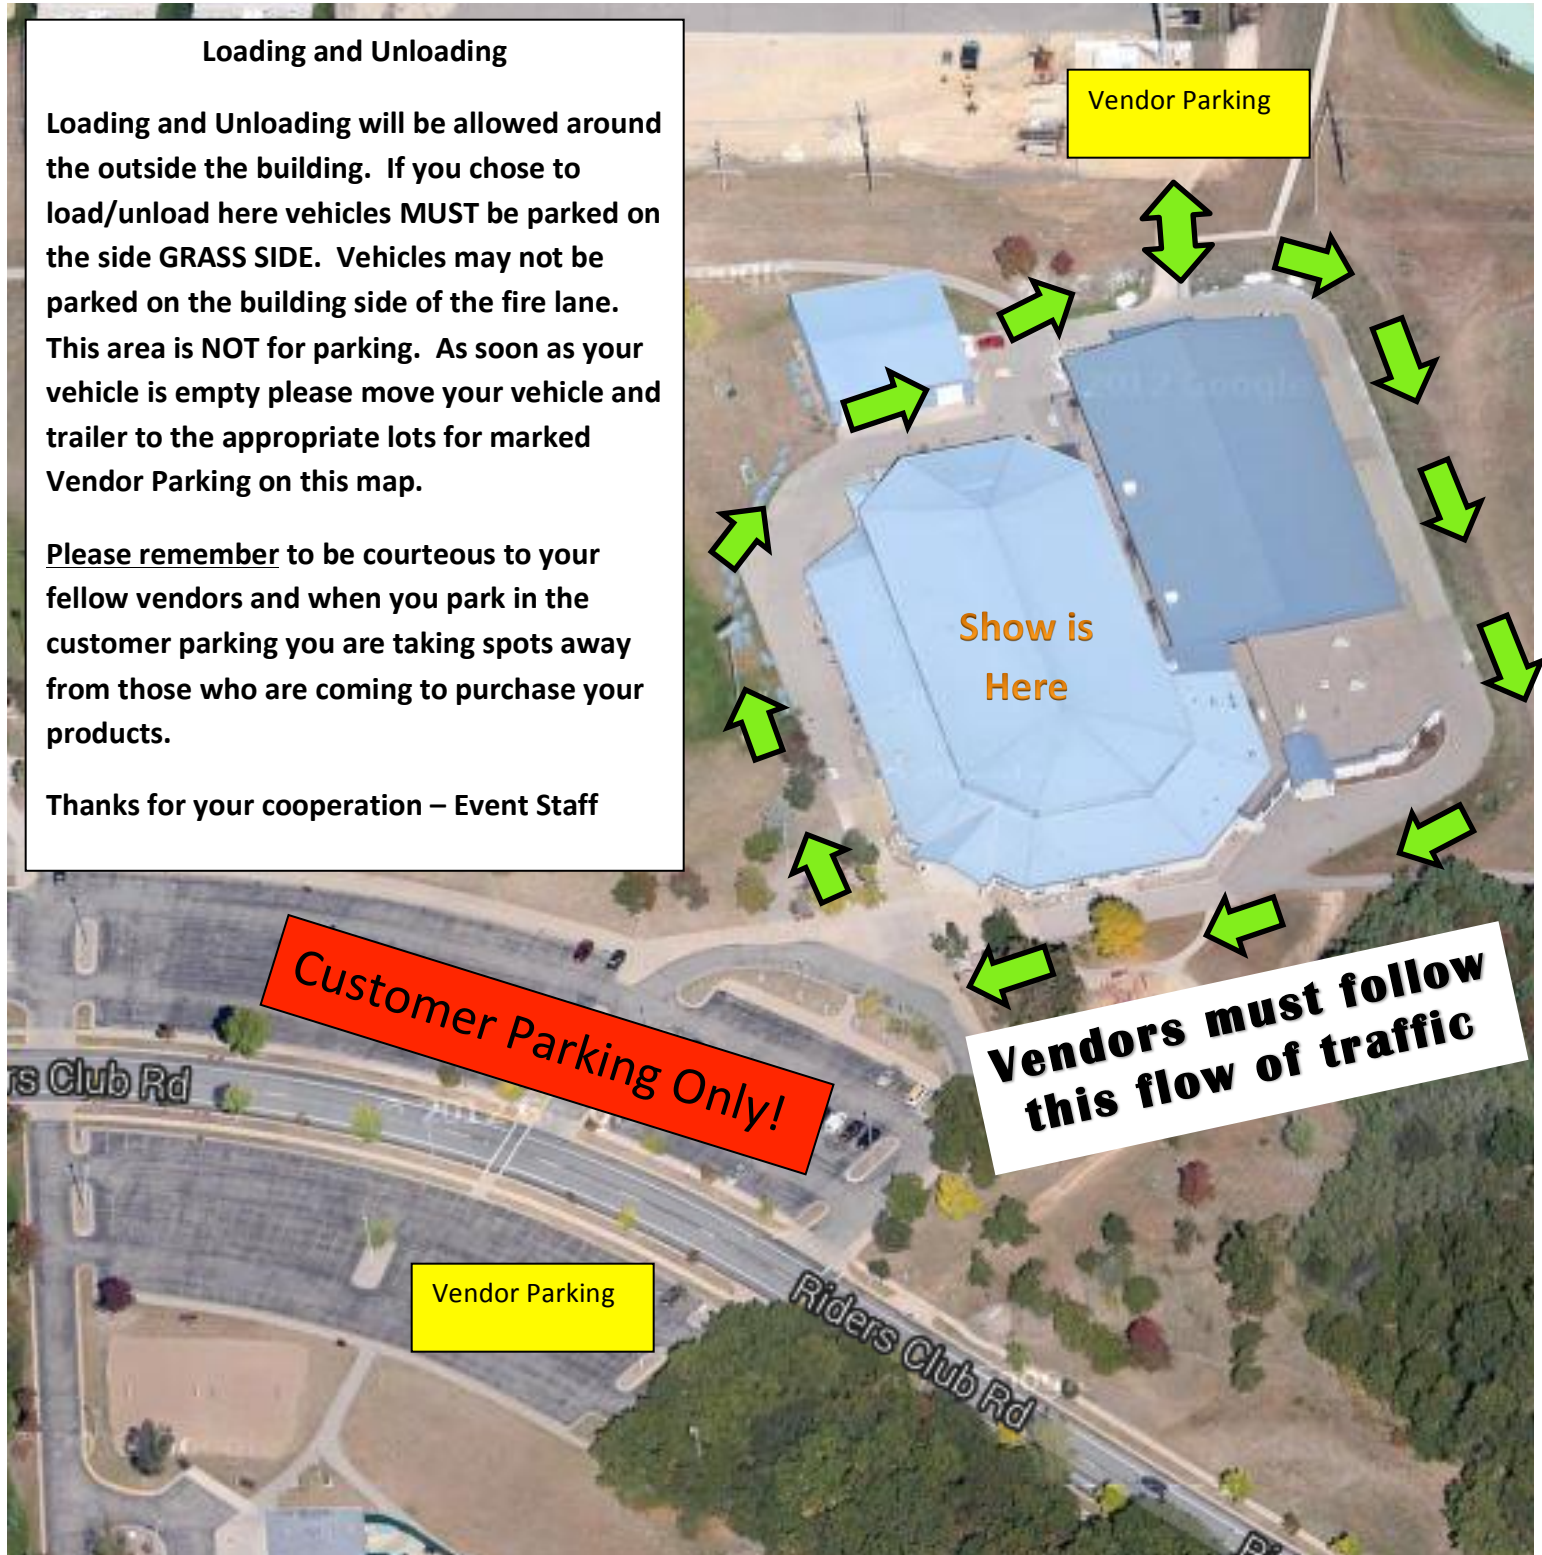 Loading and Unloading
Loading and Unloading will be allowed around
the outside the building.  If you chose to
load/unload here vehicles MUST be parked on
the side GRASS SIDE.  Vehicles may not be
parked on the building side of the fire lane.
This area is NOT for parking.  As soon as your
vehicle is empty please move your vehicle and
trailer to the appropriate lots for marked
Vendor Parking on this map.
Please remember to be courteous to your
fellow vendors and when you park in the
customer parking you are taking spots away
from those who are coming to purchase your
products.
Thanks for your cooperation – Event Staff
Vendor Parking
2012 Google
Show is
Here
Customer Parking Only!
Vendors must follow
this flow of traffic
rs Club Rd
Vendor Parking
Riders Club Rd